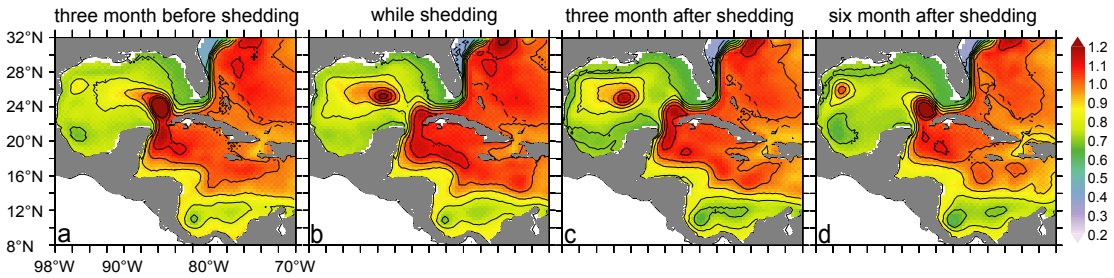 three month before shedding while shedding three month after shedding six month after shedding
32°N
28°N
24°N
20°N
16°N
12°N
8°N
a b c d
98°W 90°W 80°W 70°W
1.2
1.1
1.0
0.9
0.8
0.7
0.6
0.5
0.4
0.3
0.2